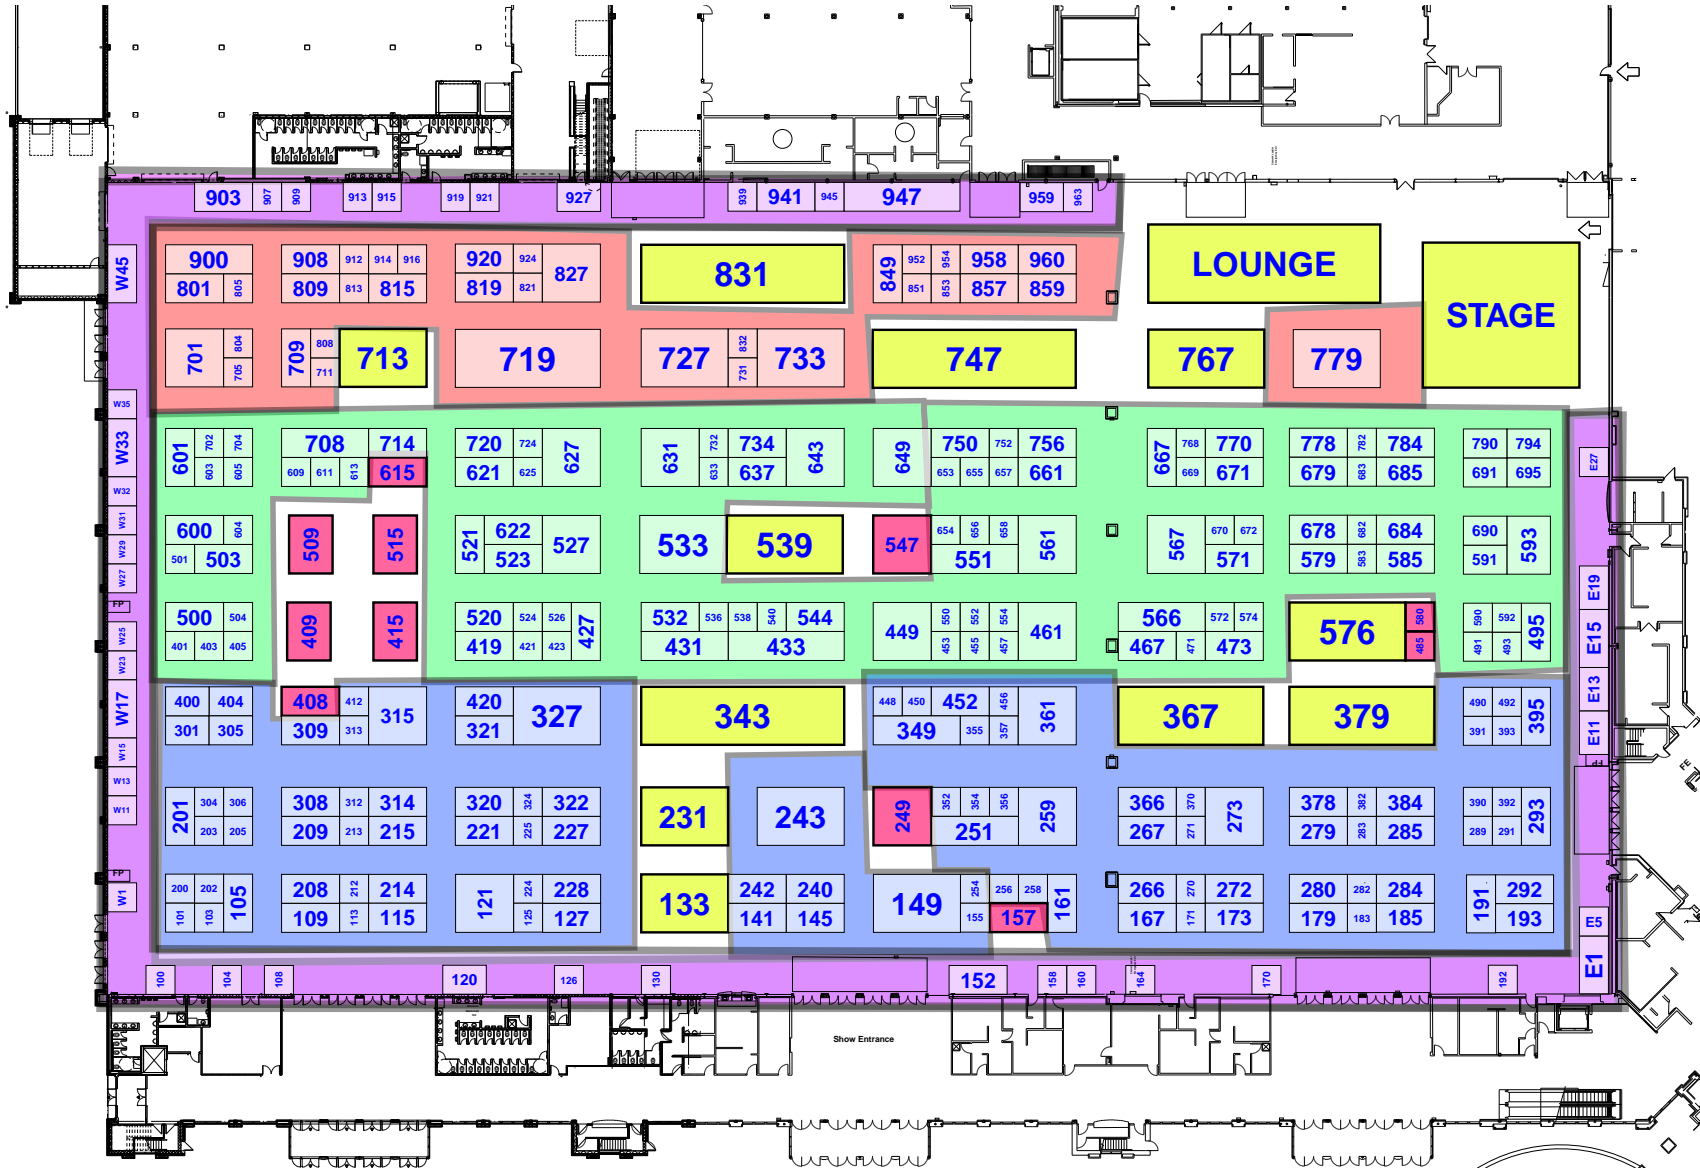 903 907 909 913 915 919 921 927 939 941 945 947 959 963
W45 900 908 912 914 916 920 924 827 831 849 952 954 958 960 LOUNGE
801 805 809 813 815 819 821 851 853 857 859
STAGE
701 804 705 709 808 711 713 719 727 832 731 733 747 767 779
W35
W33 601 702 704 708 714 720 724 627 631 732 734 643 649 750 752 756 667 768 770 778 782 784 790 794
603 605 609 611 613 615 621 625 633 637 653 655 657 661 669 671 679 683 685 691 695 E27
W32
W31 600 604 509 515 521 622 527 533 539 547 654 656 658 561 567 670 672 678 682 684 690 593
W29 501 503 523 551 571 579 583 585 591
W27 E19
FP
500 504 409 415 520 524 526 427 532 536 538 540 544 449 550 552 554 461 566 572 574 576 580 590 592 495
W25 401 403 405 419 421 423 431 433 453 455 457 467 471 473 485 491 493 E15
W23
W17 400 404 408 412 315 420 327 343 448 450 452 456 361 367 379 490 492 395 E13
301 305 309 313 321 349 355 357 391 393 E11
W15
FP
FE
W13
W11 201 304 306 308 312 314 320 324 322 231 243 249 352 354 356 259 366 370 273 378 382 384 390 392 293
203 205 209 213 215 221 225 227 251 267 271 279 283 285 289 291
FP
W1 200 202 105 208 212 214 121 224 228 133 242 240 149 254 256 258 161 266 270 272 280 282 284 191 292
101 103 109 113 115 125 127 141 145 155 157 167 171 173 179 183 185 193 E5
E1
100 104 108 120 126 130 152 158 160 164 170 192
Show Entrance